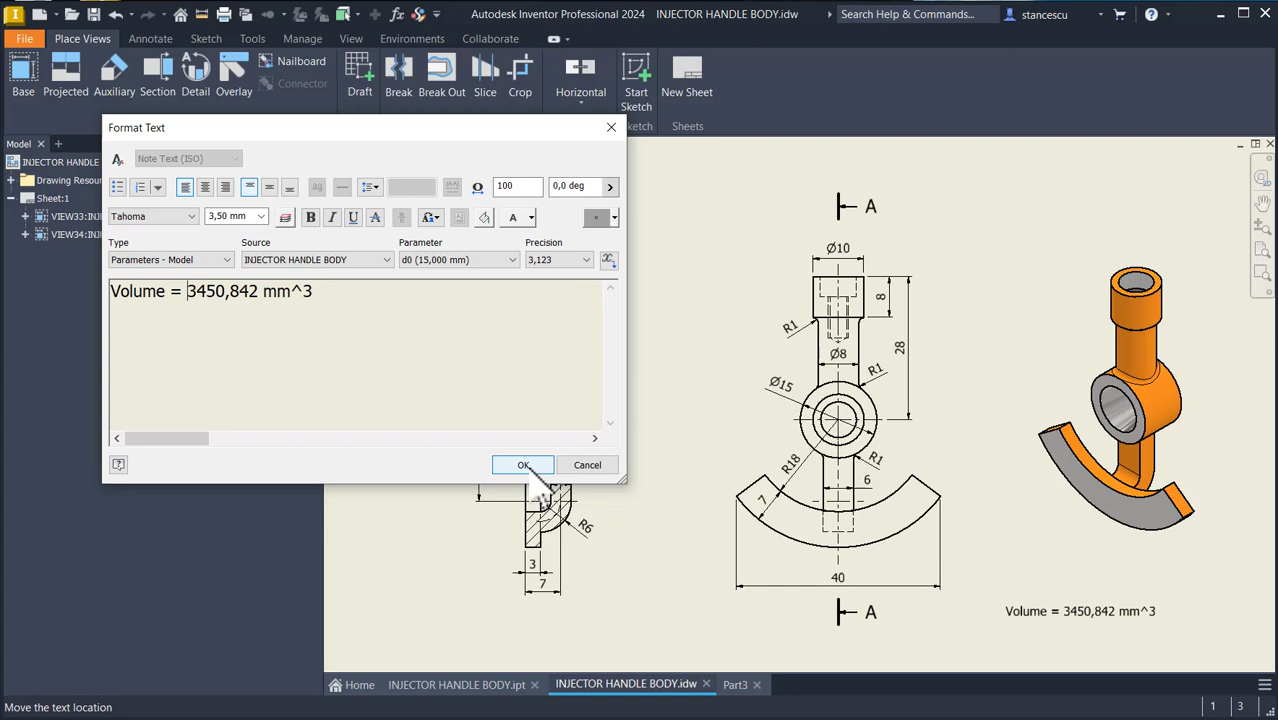 Autodesk Inventor Professional 2024 INJECTOR HANDLE BODY.idw Search Help & Commands... stancescu
File Place Views Annotate Sketch Tools Manage View Environments Collaborate
Base Projected Auxiliary Section Detail Overlay Nailboard Connector Draft Break Break Out Slice Crop Horizontal Start Sketch New Sheet
Sketch Sheets
Format Text
Model
Note Text (ISO)
INJECTOR HANDLE
Drawing Resour
Sheet:1
VIEW33:INJ
VIEW34:INJ
100 0,0 deg
Tahoma 3,50 mm B I U A A
Type Source Parameter Precision
Parameters - Model INJECTOR HANDLE BODY d0 (15,000 mm) 3,123
Volume = 3450,842 mm^3
OK Cancel
A
Ø10
8
R1
28
Ø8
R1
Ø15
R18
R1
6
7
R6
3
7
40
A
Volume = 3450,842 mm^3
Home INJECTOR HANDLE BODY.ipt INJECTOR HANDLE BODY.idw Part3
Move the text location 1 3